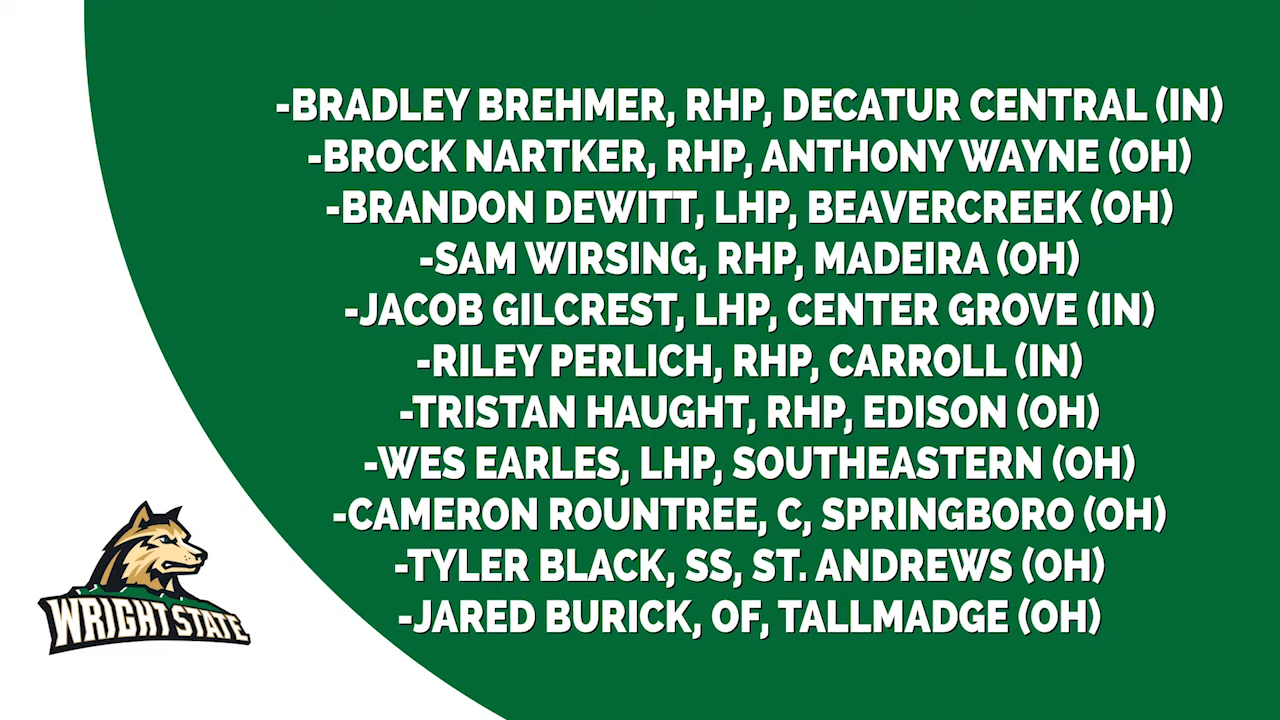 -BRADLEY BREHMER, RHP, DECATUR CENTRAL (IN)
-BROCK NARTKER, RHP, ANTHONY WAYNE (OH)
-BRANDON DEWITT, LHP, BEAVERCREEK (OH)
-SAM WIRSING, RHP, MADEIRA (OH)
-JACOB GILCREST, LHP, CENTER GROVE (IN)
-RILEY PERLICH, RHP, CARROLL (IN)
-TRISTAN HAUGHT, RHP, EDISON (OH)
-WES EARLES, LHP, SOUTHEASTERN (OH)
-CAMERON ROUNTREE, C, SPRINGBORO (OH)
-TYLER BLACK, SS, ST. ANDREWS (OH)
-JARED BURICK, OF, TALLMADGE (OH)
WRIGHT STATE